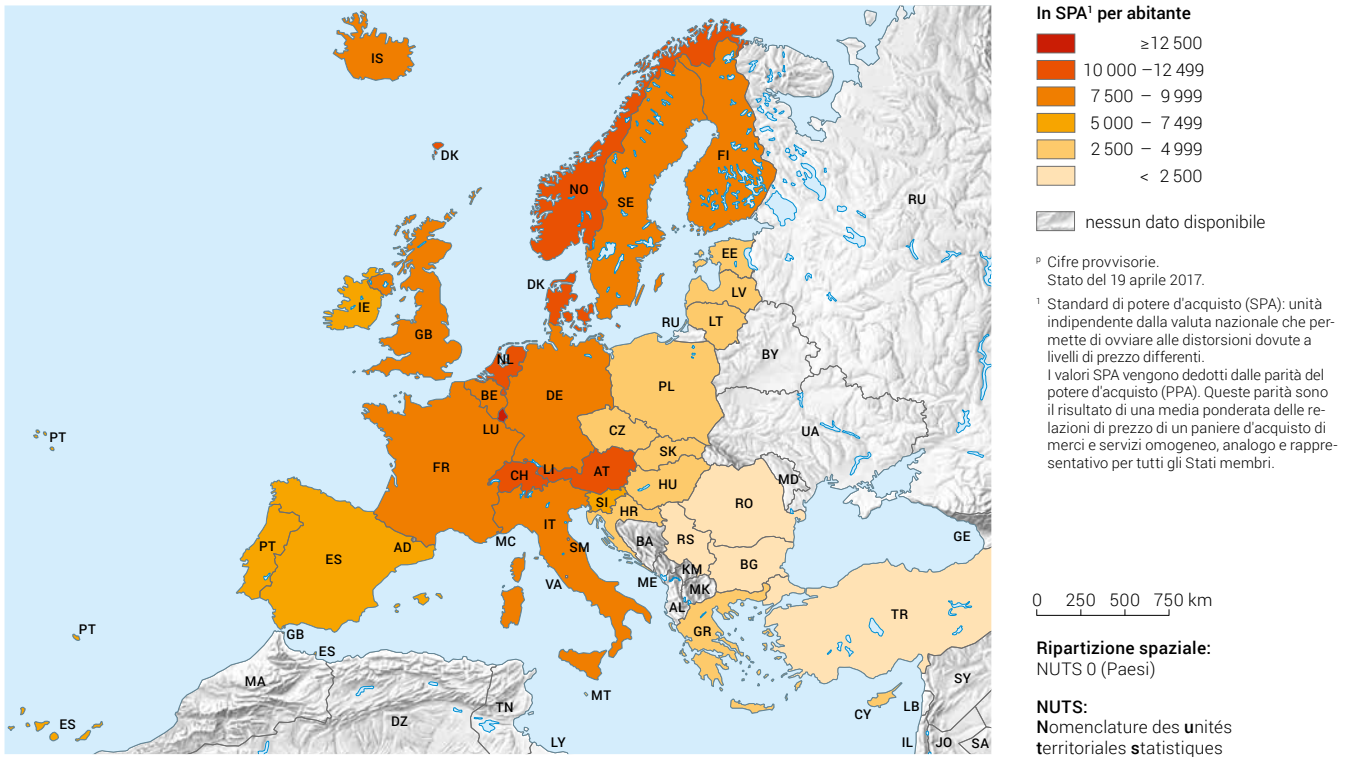 IS
DK
NO
SE
FI
RU
EE
LV
LT
RU
DK
IE
GB
NL
BE
LU
DE
PL
BY
CZ
SK
UA
FR
CH
LI
AT
HU
MD
SI
HR
RO
IT
MC
SM
BA
RS
GE
PT
PT
AD
ES
VA
ME
KM
BG
MK
AL
TR
GR
PT
GB
ES
MA
MT
SY
ES
DZ
TN
LY
CY
LB
IL
JO
SA
In SPA¹ per abitante
≥12 500
10 000 – 12 499
7 500 – 9 999
5 000 – 7 499
2 500 – 4 999
< 2 500
nessun dato disponibile
ᵖ Cifre provvisorie.
Stato del 19 aprile 2017.
¹ Standard di potere d'acquisto (SPA): unità
indipendente dalla valuta nazionale che per-
mette di ovviare alle distorsioni dovute a
livelli di prezzo differenti.
I valori SPA vengono dedotti dalle parità del
potere d'acquisto (PPA). Queste parità sono
il risultato di una media ponderata delle re-
lazioni di prezzo di un paniere d'acquisto di
merci e servizi omogeneo, analogo e rappre-
sentativo per tutti gli Stati membri.
0 250 500 750 km
Ripartizione spaziale:
NUTS 0 (Paesi)
NUTS:
Nomenclature des unités
territoriales statistiques